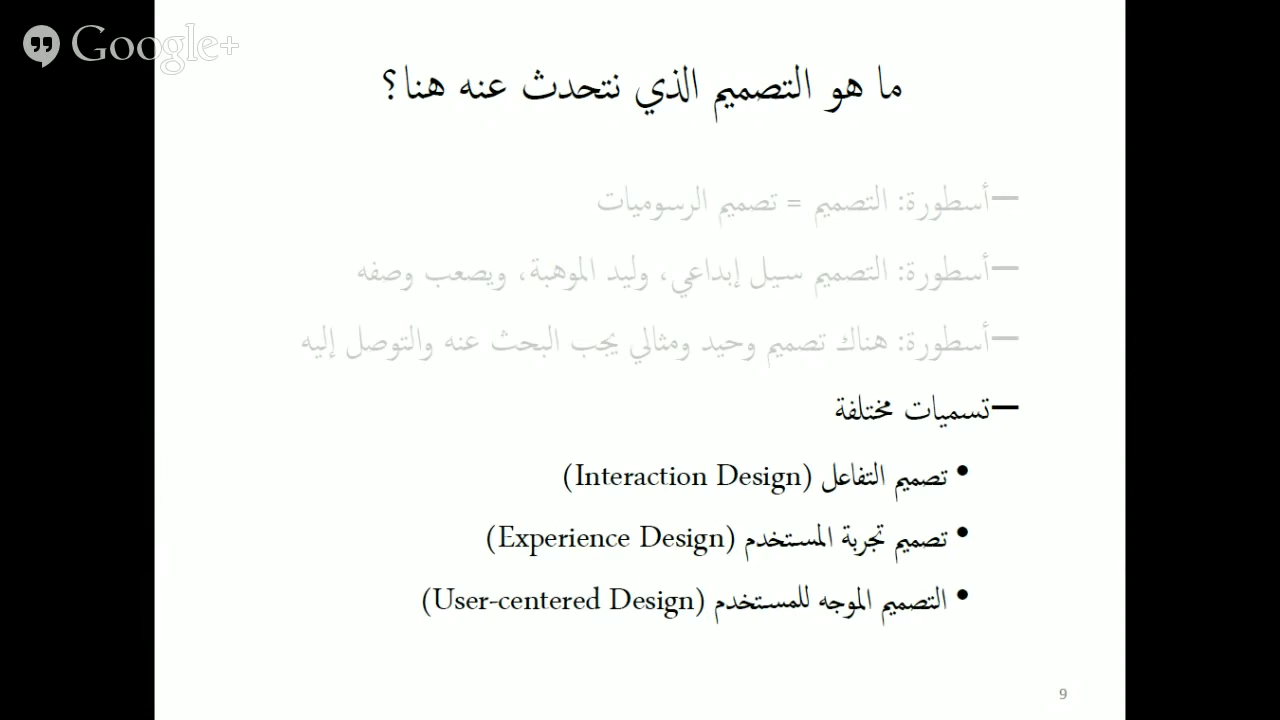 Google+
ما هو التصميم الذي نتحدث عنه هنا؟
—أسطورة: التصميم = تصميم الرسوميات
—أسطورة: التصميم سيل إبداعي، وليد الموهبة، ويصعب وصفه
—أسطورة: هناك تصميم وحيد ومثالي يجب البحث عنه والتوصل إليه
—تسميات مختلفة
• تصميم التفاعل (Interaction Design)
• تصميم تجربة المستخدم (Experience Design)
• التصميم الموجه للمستخدم (User-centered Design)
9